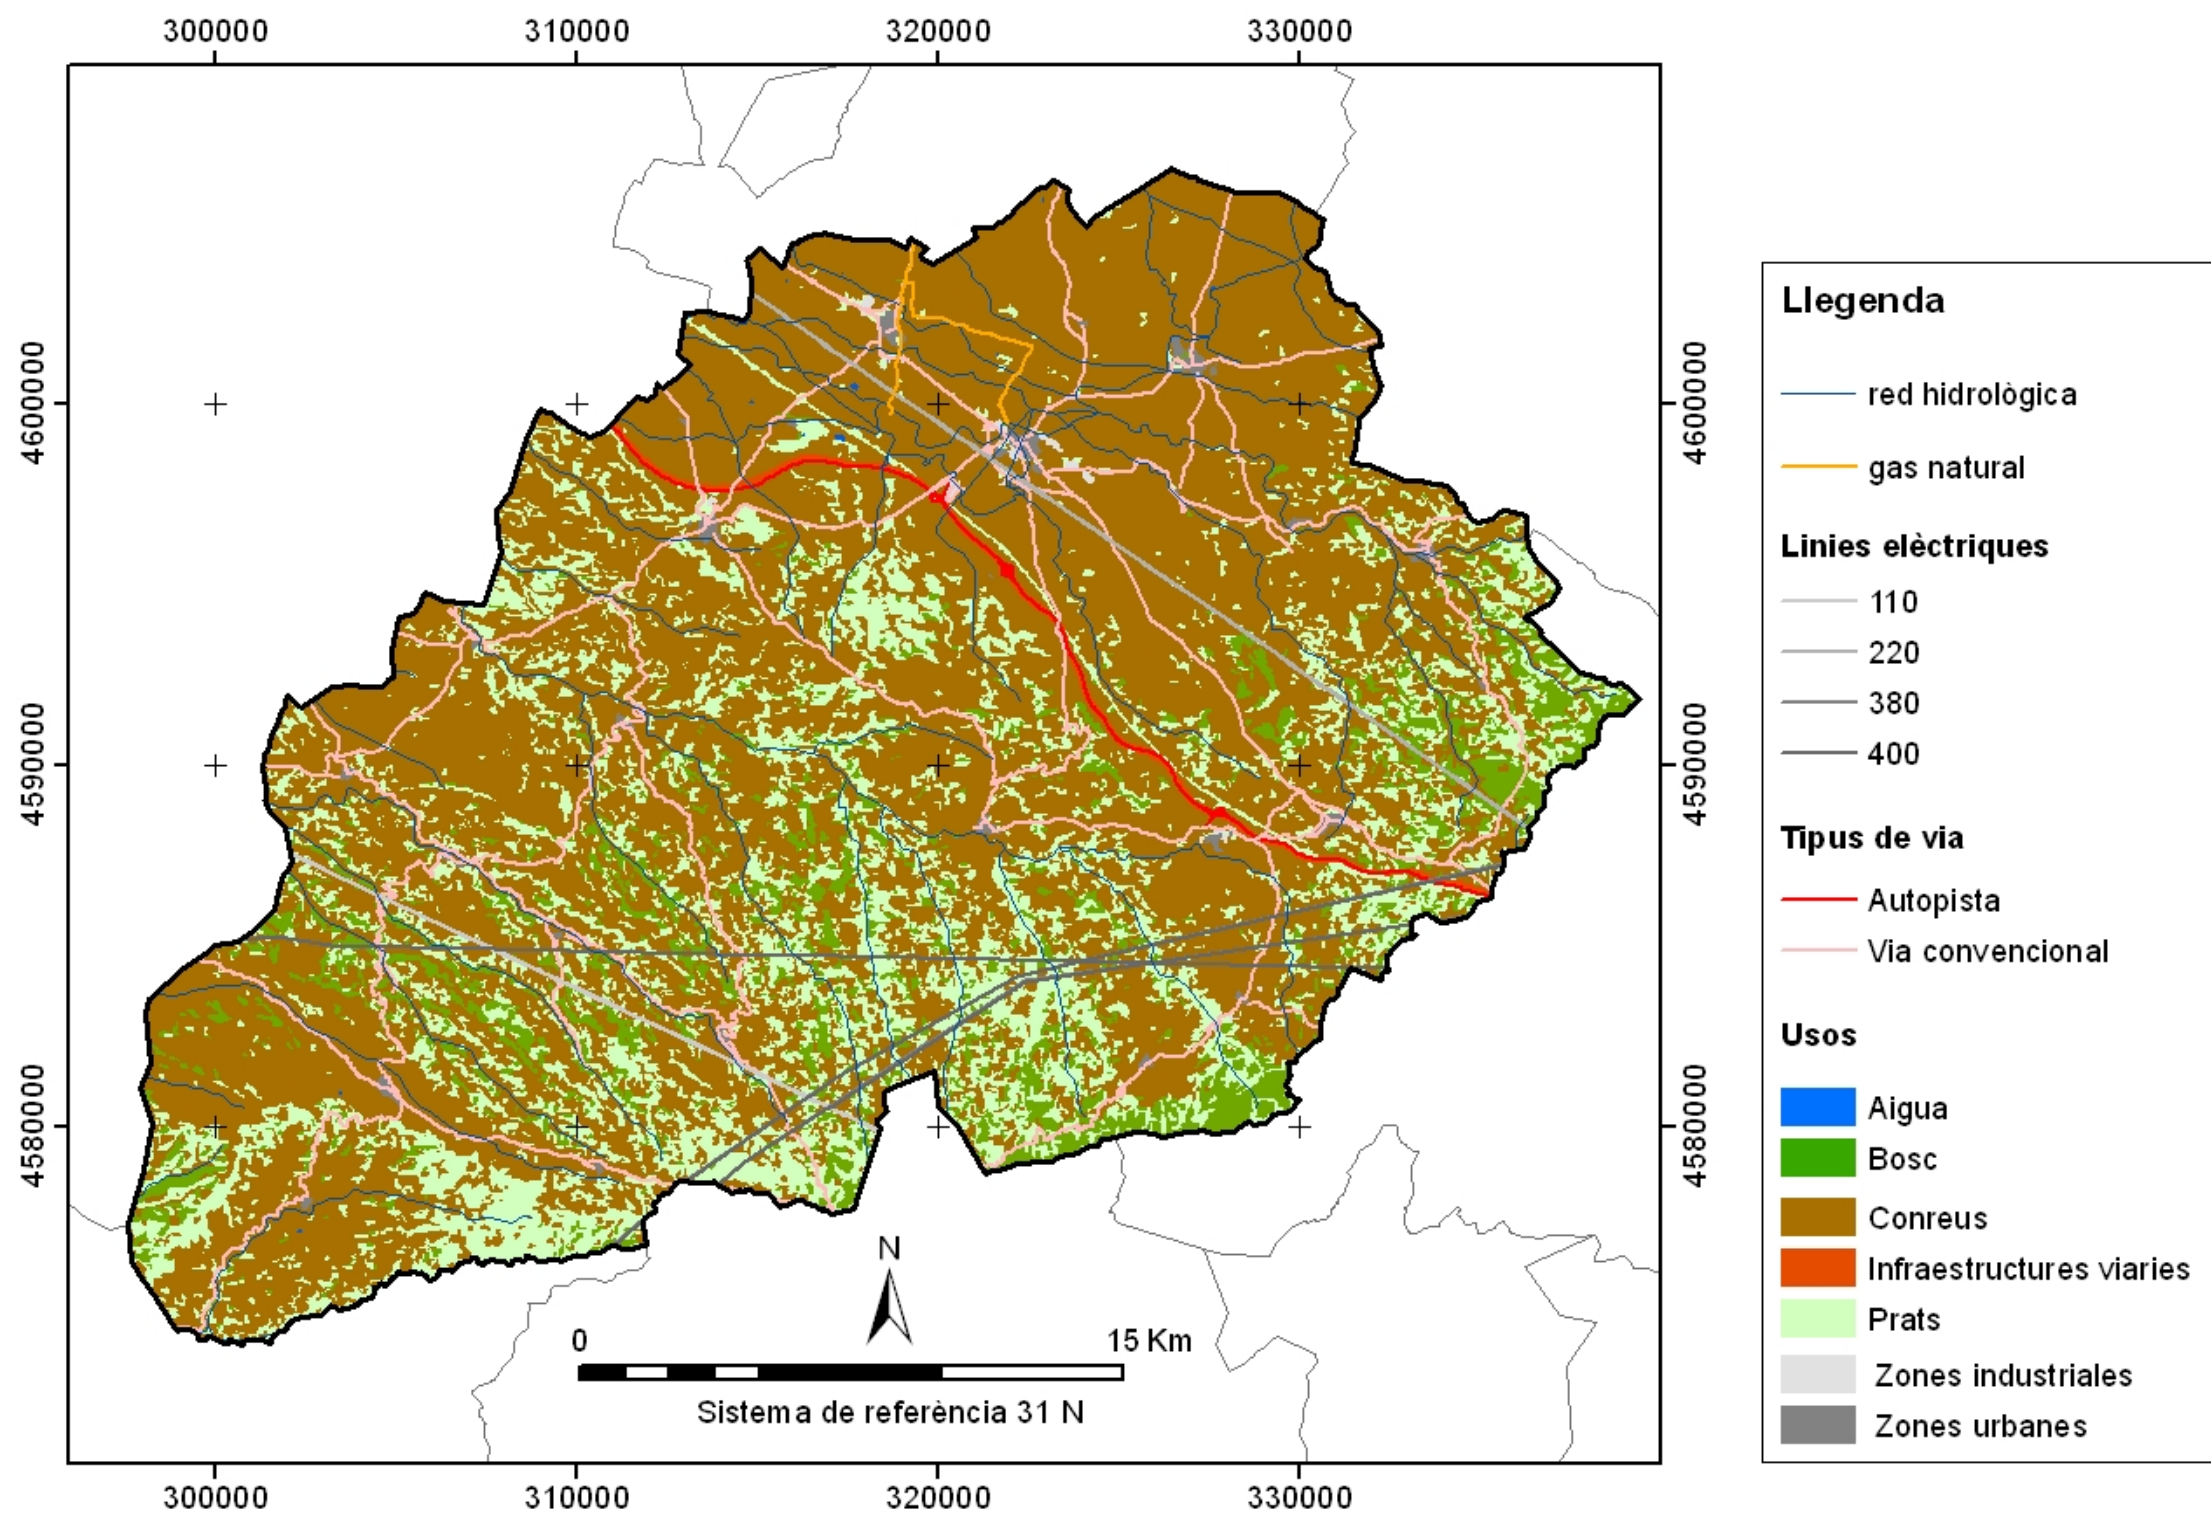 300000 310000 320000 330000
4600000 4600000
4590000 4590000
4580000 4580000
N
0 15 Km
Sistema de referència 31 N
300000 310000 320000 330000
Llegenda
red hidrològica
gas natural
Linies elèctriques
110
220
380
400
Tipus de via
Autopista
Via convencional
Usos
Aigua
Bosc
Conreus
Infraestructures viaries
Prats
Zones industriales
Zones urbanes